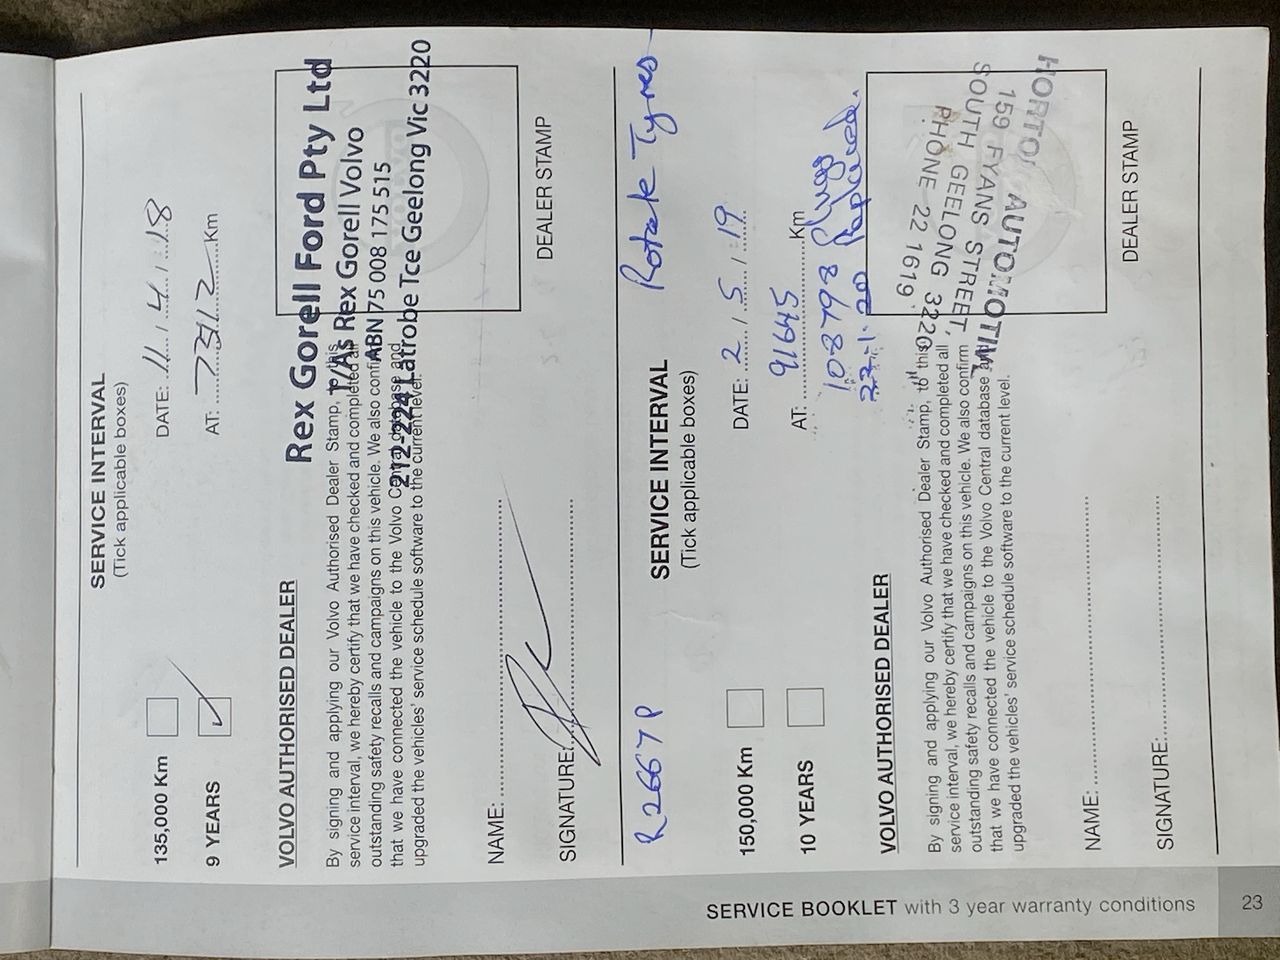 SERVICE INTERVAL
(Tick applicable boxes)
135,000 Km
DATE: 11.4.18
9 YEARS
AT: Km
VOLVO AUTHORISED DEALER
Rex Gorell Ford Pty Ltd
T/As Rex Gorell Volvo
ABN 75 008 175 515
212-224 Latrobe Tce Geelong Vic 3220
By signing and applying our Volvo Authorised Dealer Stamp, to this
service interval, we hereby certify that we have checked and completed all
outstanding safety recalls and campaigns on this vehicle. We also confirm
that we have connected the vehicle to the Volvo Central database and
upgraded the vehicles' service schedule software to the current level.
NAME:
DEALER STAMP
SIGNATURE:
R2667P
Rotate Tyres
SERVICE INTERVAL
(Tick applicable boxes)
150,000 Km
DATE: 2.1.5.1.19
10 YEARS
91645
AT: Km
108798 Plugs
22-1-20 Replaced.
VOLVO AUTHORISED DEALER
HORTON AUTOMOTIVE
159 FYANS STREET,
SOUTH GEELONG 3220
PHONE 22 1619
By signing and applying our Volvo Authorised Dealer Stamp, to this
service interval, we hereby certify that we have checked and completed all
outstanding safety recalls and campaigns on this vehicle. We also confirm
that we have connected the vehicle to the Volvo Central database and
upgraded the vehicles' service schedule software to the current level.
NAME:
DEALER STAMP
SIGNATURE:
SERVICE BOOKLET with 3 year warranty conditions
23